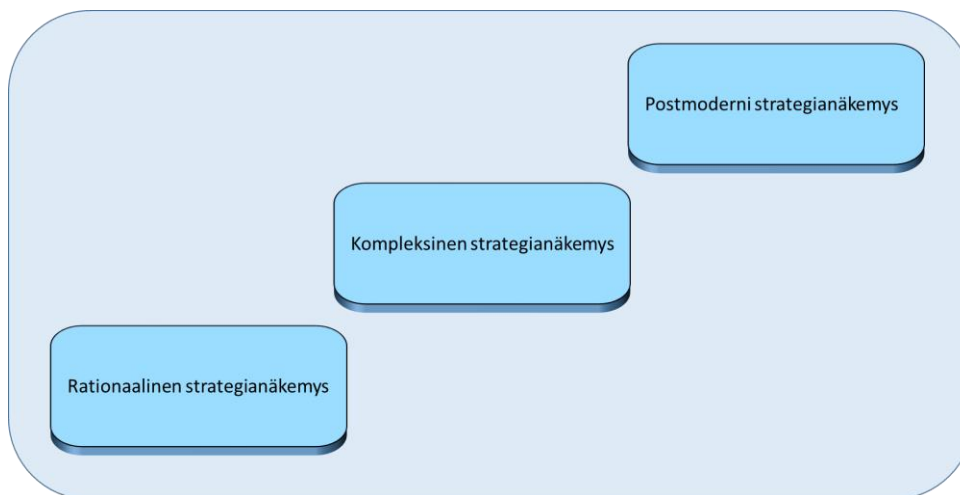 Postmoderni strategianäkemys
Kompleksinen strategianäkemys
Rationaalinen strategianäkemys